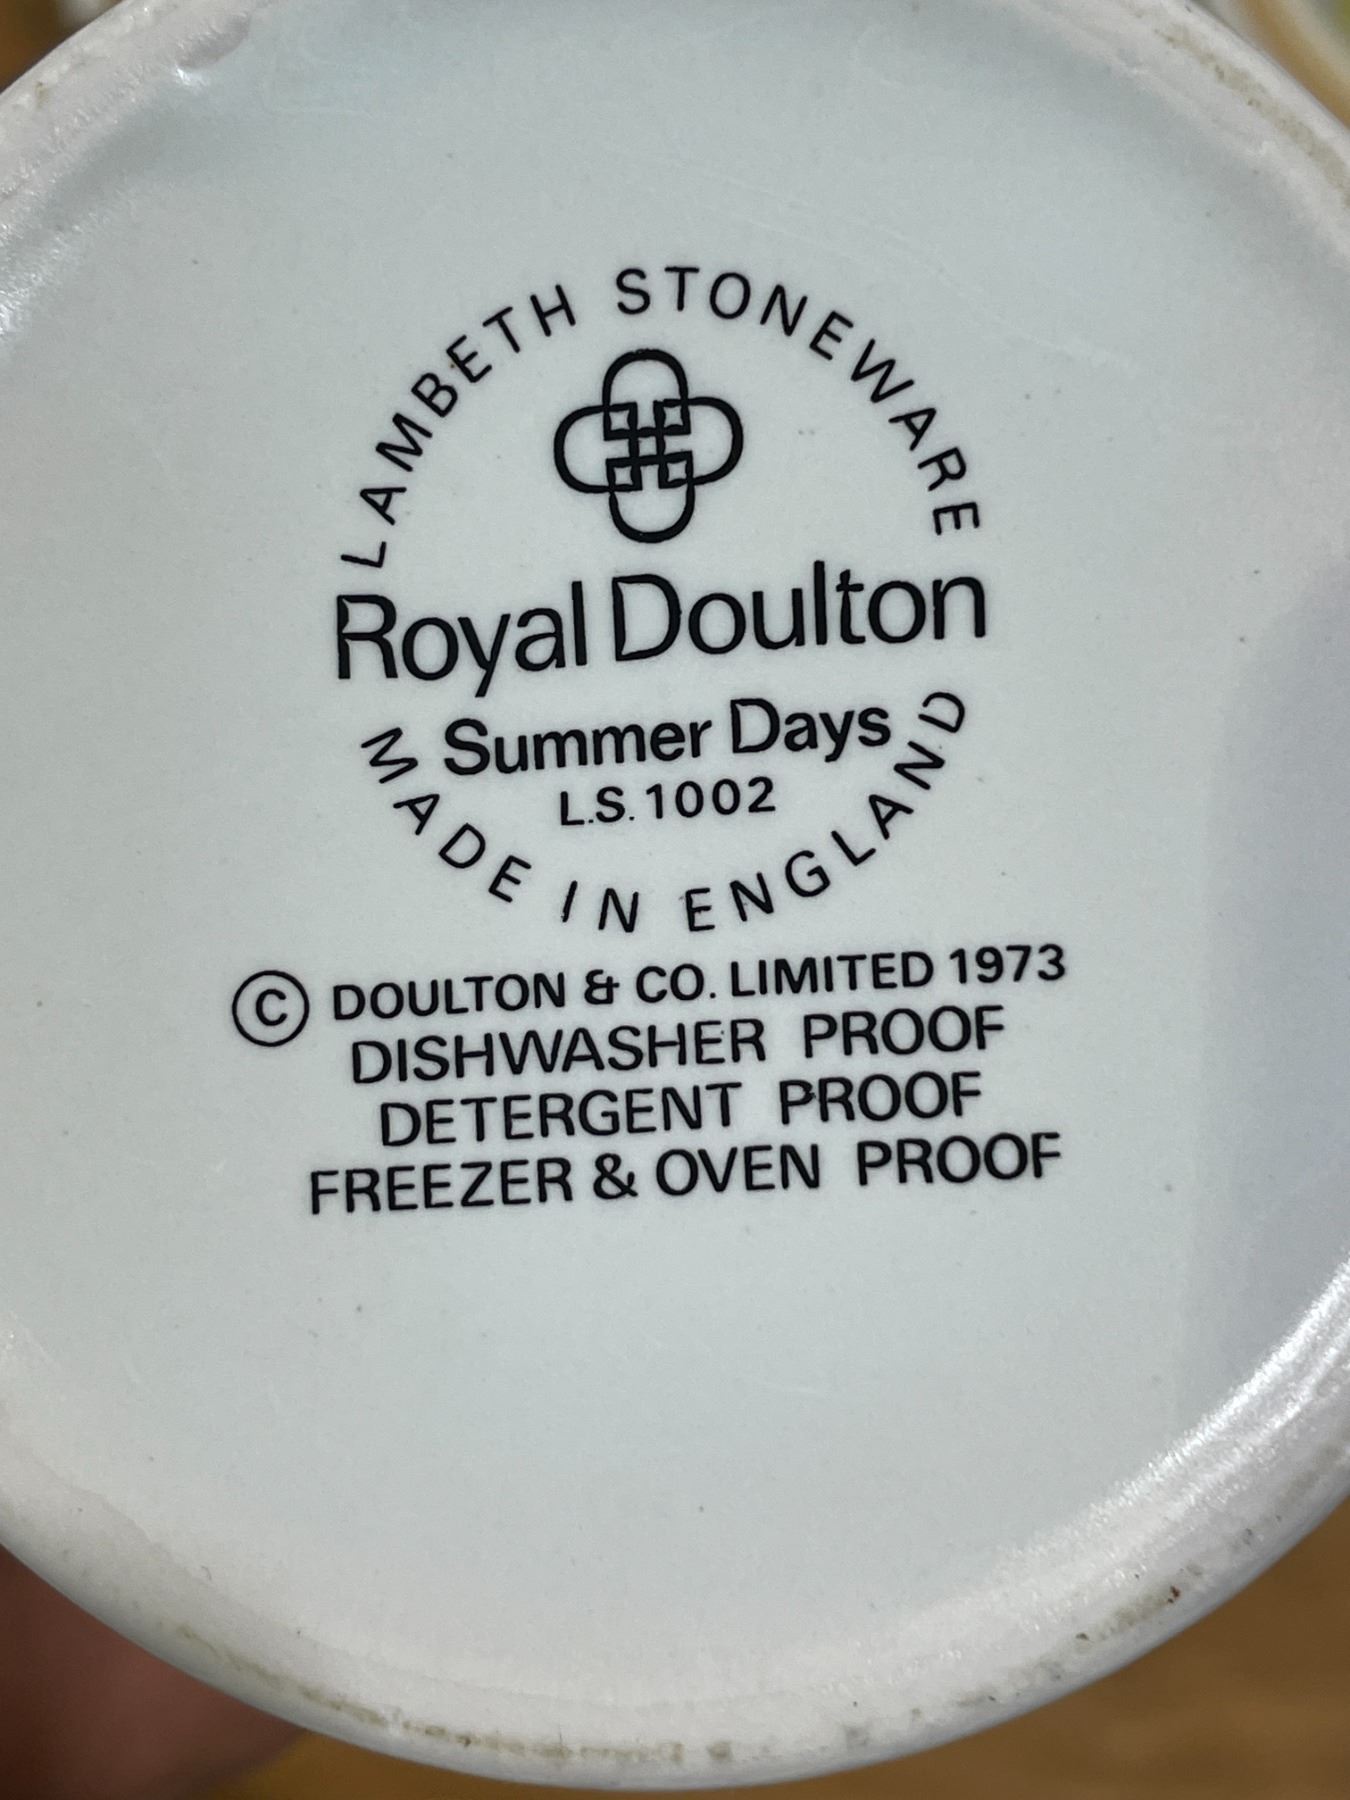 LAMBETH STONEWARE
Royal Doulton
Summer Days
L.S. 1002
MADE IN ENGLAND
© DOULTON & CO. LIMITED 1973
DISHWASHER PROOF
DETERGENT PROOF
FREEZER & OVEN PROOF